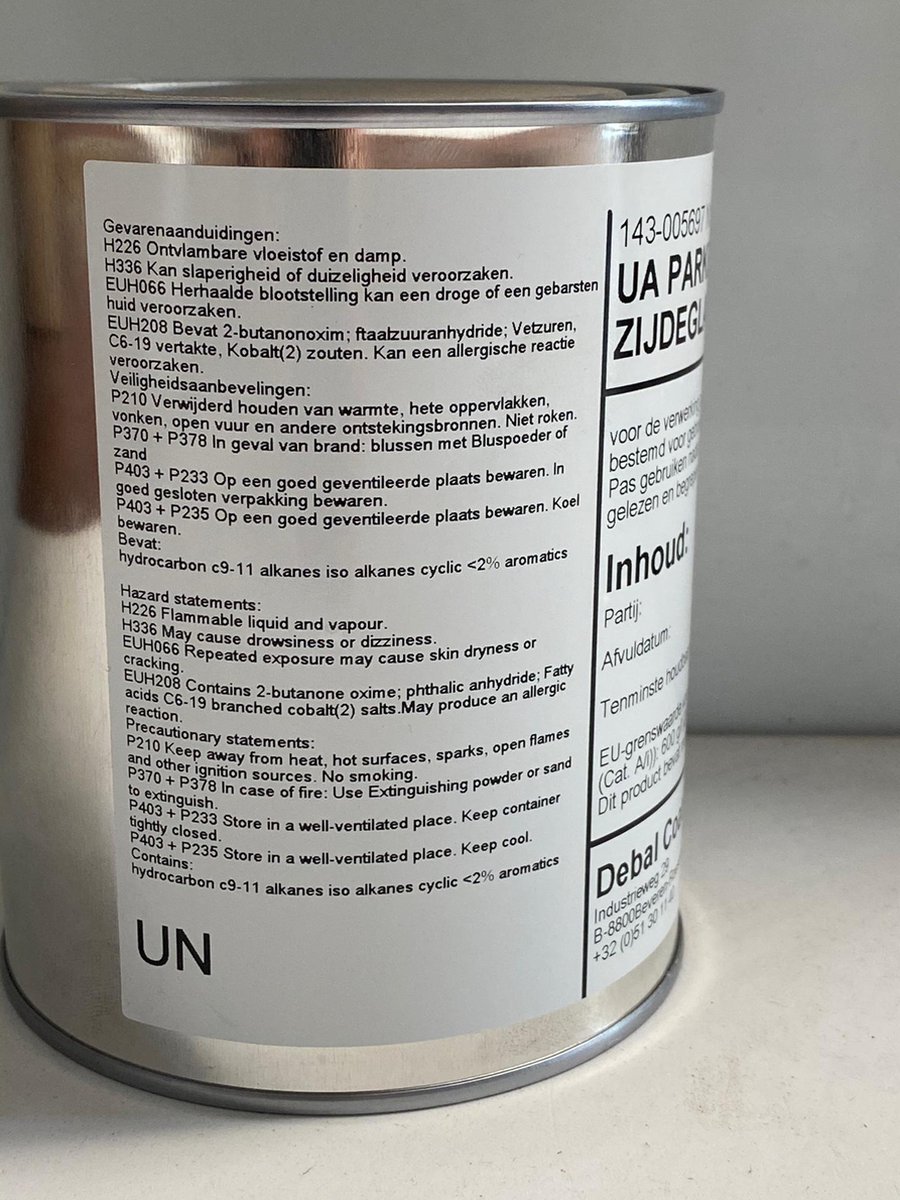 Gevarenaanduidingen:
H226 Ontvlambare vloeistof en damp.
H336 Kan slaperigheid of duizeligheid veroorzaken.
EUH066 Herhaalde blootstelling kan een droge of een gebarsten
huid veroorzaken.
EUH208 Bevat 2-butanonoxim; ftaalzuuranhydride; Vetzuren,
C6-19 vertakte, Kobalt(2) zouten. Kan een allergische reactie
veroorzaken.
Veiligheidsaanbevelingen:
P210 Verwijderd houden van warmte, hete oppervlakken,
vonken, open vuur en andere ontstekingsbronnen. Niet roken.
P370 + P378 In geval van brand: blussen met Bluspoeder of
zand
P403 + P233 Op een goed geventileerde plaats bewaren. In
goed gesloten verpakking bewaren.
P403 + P235 Op een goed geventileerde plaats bewaren. Koel
bewaren.
Bevat:
hydrocarbon c9-11 alkanes iso alkanes cyclic <2% aromatics
Hazard statements:
H226 Flammable liquid and vapour.
H336 May cause drowsiness or dizziness.
EUH066 Repeated exposure may cause skin dryness or
cracking.
EUH208 Contains 2-butanone oxime; phthalic anhydride; Fatty
acids C6-19 branched cobalt(2) salts.May produce an allergic
reaction.
Precautionary statements:
P210 Keep away from heat, hot surfaces, sparks, open flames
and other ignition sources. No smoking.
P370 + P378 In case of fire: Use Extinguishing powder or sand
to extinguish.
P403 + P233 Store in a well-ventilated place. Keep container
tightly closed.
P403 + P235 Store in a well-ventilated place. Keep cool.
Contains:
hydrocarbon c9-11 alkanes iso alkanes cyclic <2% aromatics
UN
143-005697
UA
voor de
bestemd voor
Pas gebruiken
gelezen en
Inhoud:
Partij:
Afvuldatum:
Tenminste
EU-grenswaarde
(Cat. A/i)): 600
Dit product
Debal
Industrieweg 29
+32 (0)51 30 11